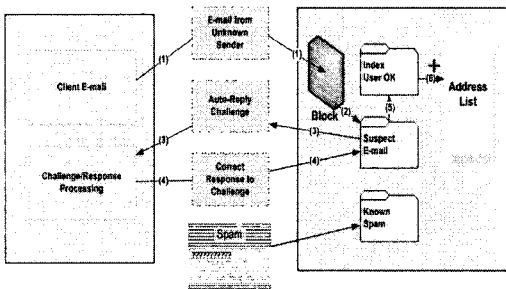 E-mail from
Unknown
Sender
(1)
(1)
Client E-mail
Index
User OK
(6)
Address
List
Block
(2)
(5)
Auto-Reply
Challenge
(3)
(3)
Suspect
E-mail
Challenge/Response
Processing
(4)
Correct
Response to
Challenge
(4)
Spam
????????????
Known
Spam